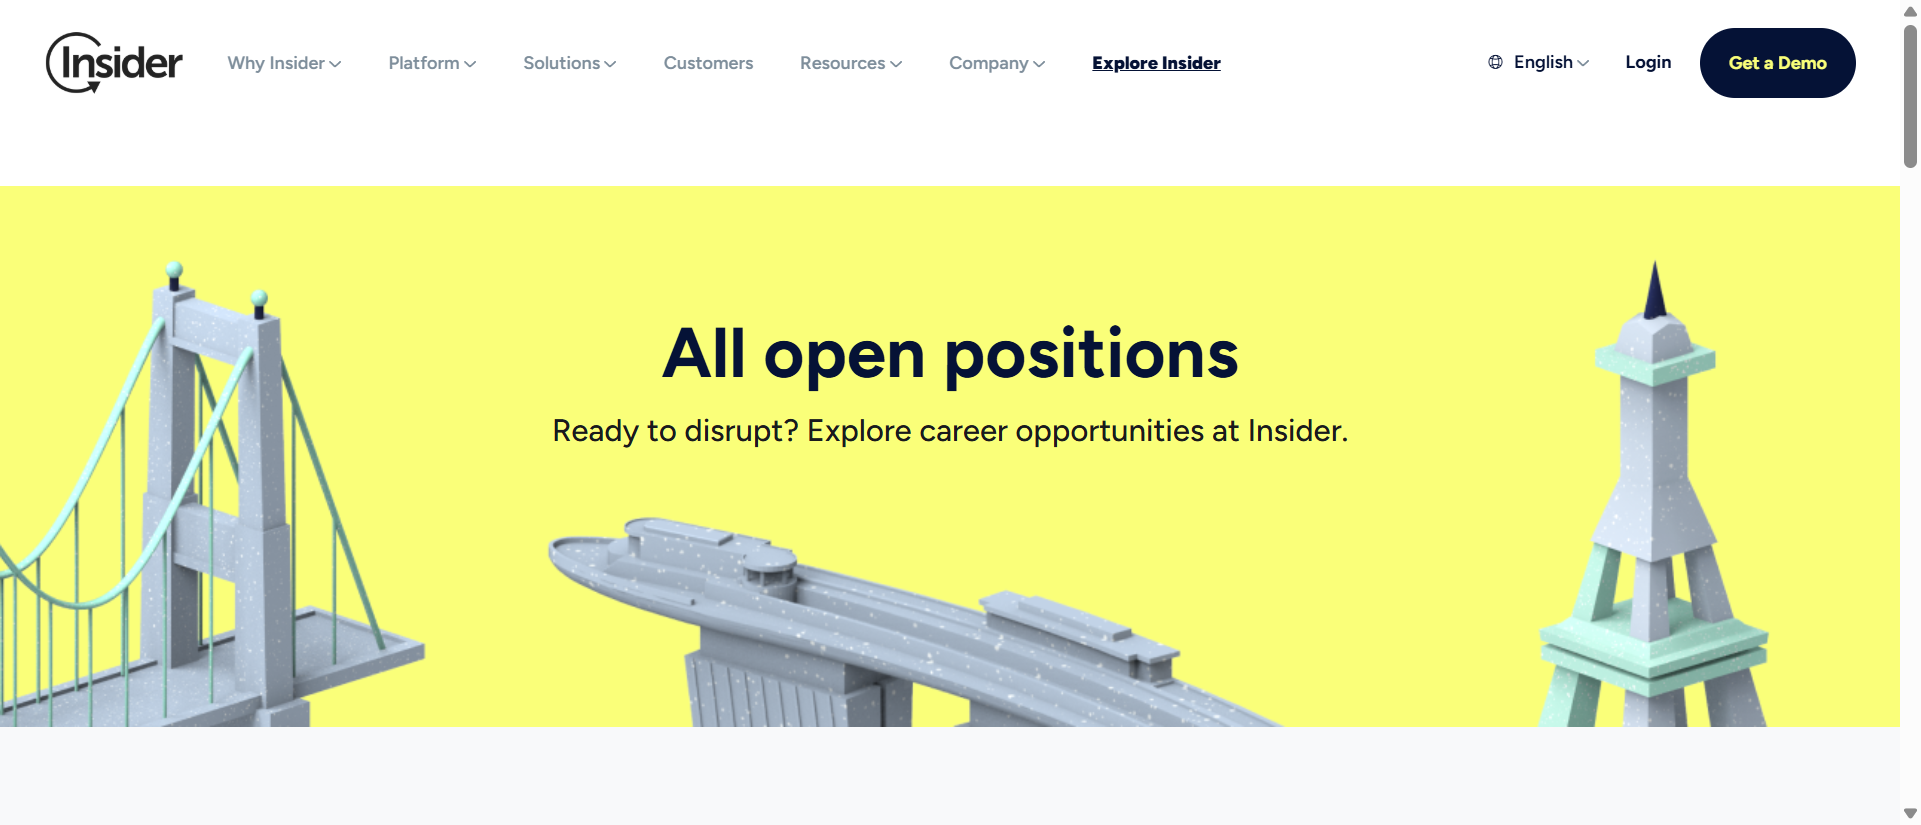 Insider
Why Insider
Platform
Solutions
Customers
Resources
Company
Explore Insider
English
Login
Get a Demo
All open positions
Ready to disrupt? Explore career opportunities at Insider.